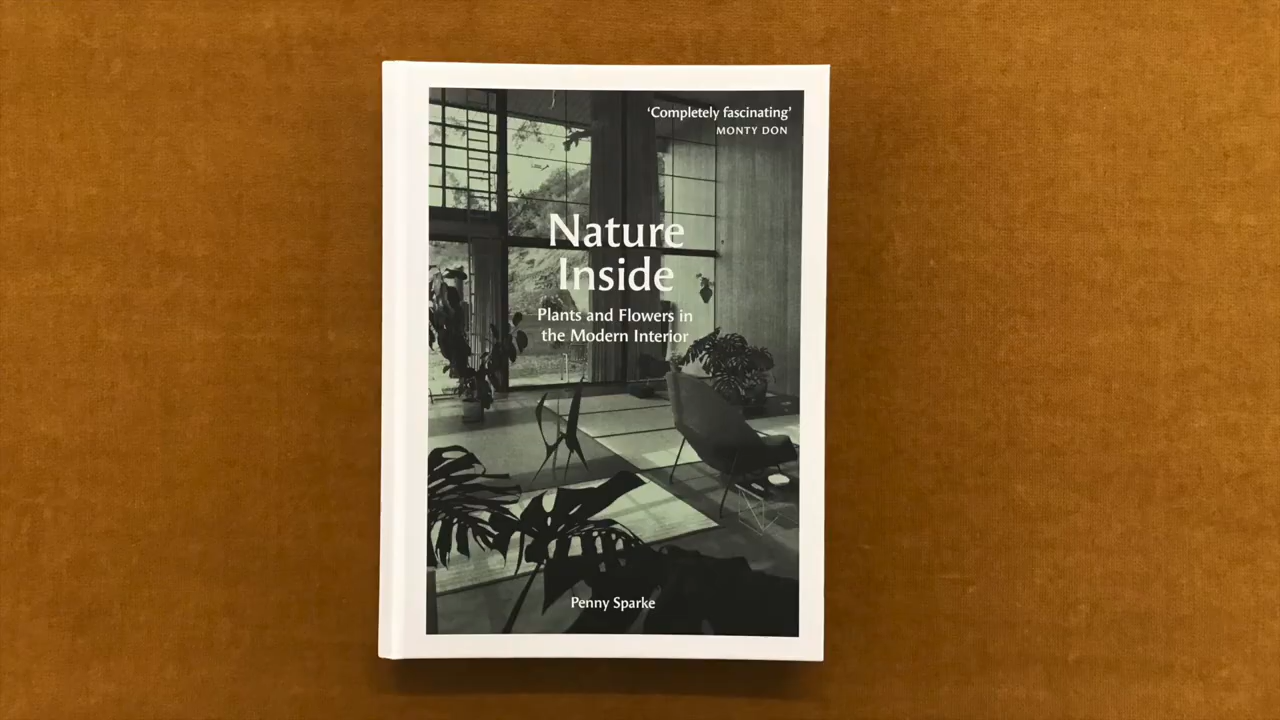 ‘Completely fascinating’
MONTY DON
Nature
Inside
Plants and Flowers in
the Modern Interior
Penny Sparke